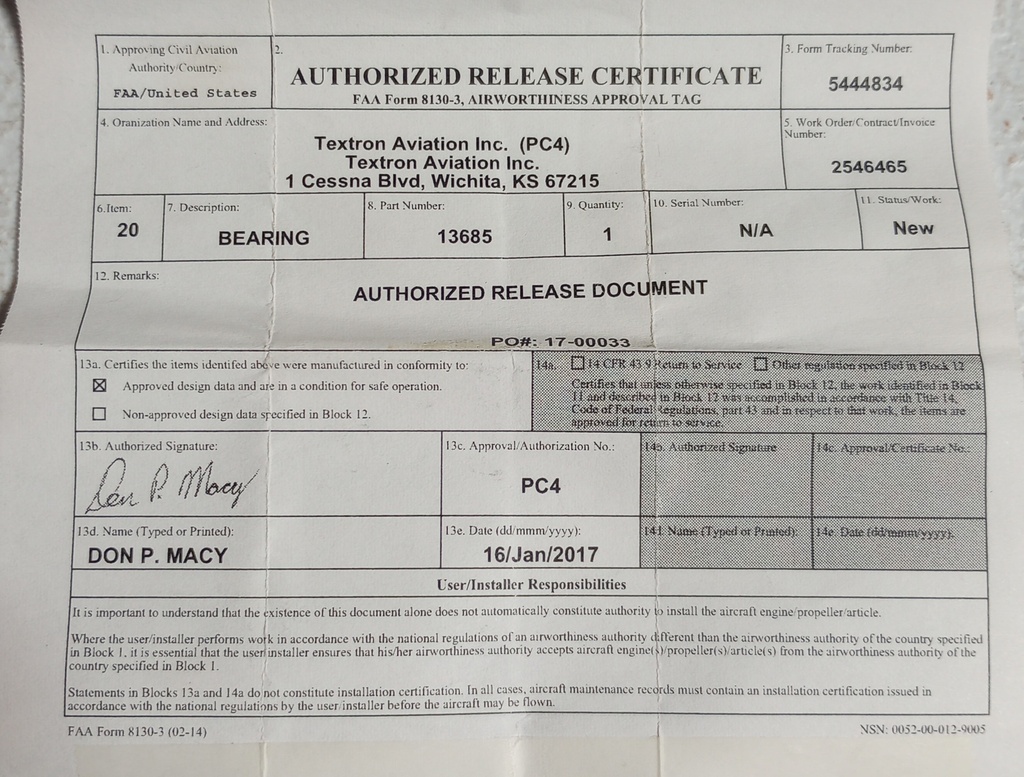 1. Approving Civil Aviation
Authority/Country:
FAA/United States
2.
AUTHORIZED RELEASE CERTIFICATE
FAA Form 8130-3, AIRWORTHINESS APPROVAL TAG
3. Form Tracking Number:
5444834
4. Oranization Name and Address:
Textron Aviation Inc. (PC4)
Textron Aviation Inc.
1 Cessna Blvd, Wichita, KS 67215
5. Work Order/Contract/Invoice
Number:
2546465
6.Item:
20
7. Description:
BEARING
8. Part Number:
13685
9. Quantity:
1
10. Serial Number:
N/A
11. Status/Work:
New
12. Remarks:
AUTHORIZED RELEASE DOCUMENT
PO#: 17-00033
13a. Certifies the items identifed above were manufactured in conformity to:
☒ Approved design data and are in a condition for safe operation.
☐ Non-approved design data specified in Block 12.
14a. ☐ 14 CFR 43.9 Return to Service ☐ Other regulation specified in Block 12
Certifies that unless otherwise specified in Block 12, the work identified in Block
11 and described in Block 12 was accomplished in accordance with Title 14,
Code of Federal Regulations, part 43 and in respect to that work, the items are
approved for return to service.
13b. Authorized Signature:
Don P. Macy
13c. Approval/Authorization No.:
PC4
14b. Authorized Signature
14c. Approval/Certificate No.:
13d. Name (Typed or Printed):
DON P. MACY
13e. Date (dd/mmm/yyyy):
16/Jan/2017
14d. Name (Typed or Printed):
14e. Date (dd/mmm/yyyy):
User/Installer Responsibilities
It is important to understand that the existence of this document alone does not automatically constitute authority to install the aircraft engine/propeller/article.
Where the user/installer performs work in accordance with the national regulations of an airworthiness authority different than the airworthiness authority of the country specified
in Block 1, it is essential that the user/installer ensures that his/her airworthiness authority accepts aircraft engine(s)/propeller(s)/article(s) from the airworthiness authority of the
country specified in Block 1.
Statements in Blocks 13a and 14a do not constitute installation certification. In all cases, aircraft maintenance records must contain an installation certification issued in
accordance with the national regulations by the user/installer before the aircraft may be flown.
FAA Form 8130-3 (02-14)
NSN: 0052-00-012-9005